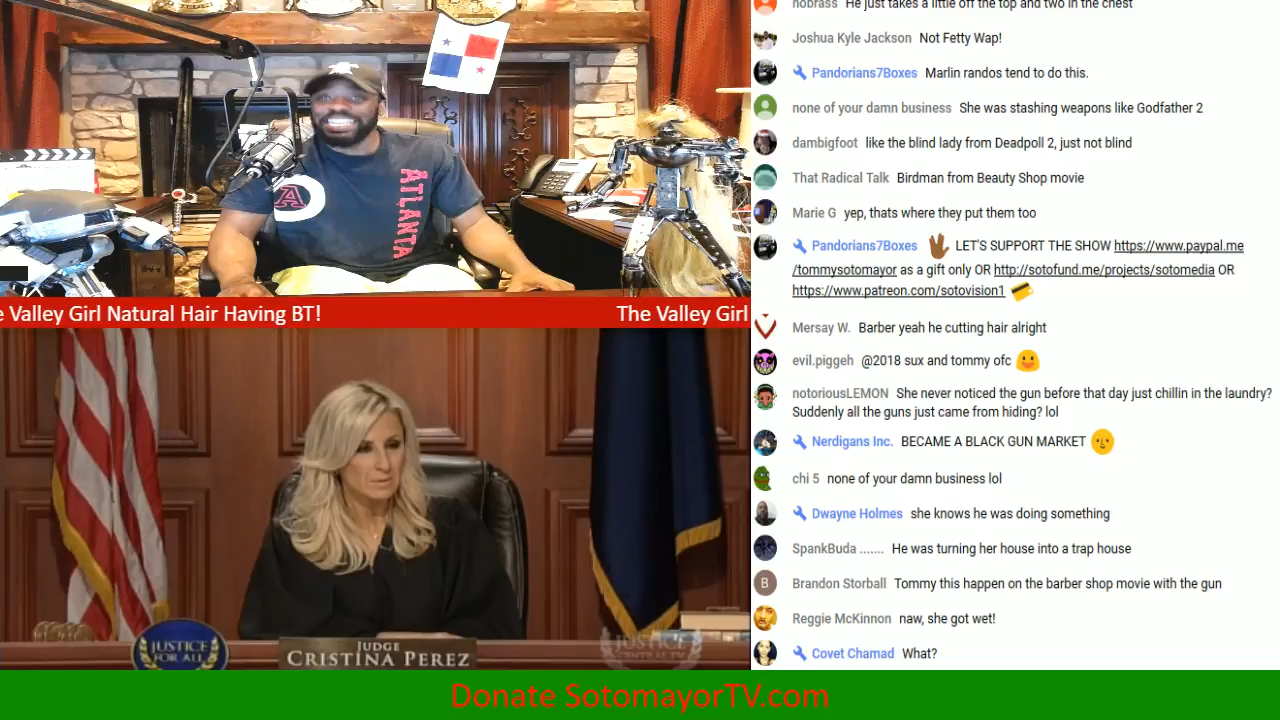 nobrass He just takes a little off the top and two in the chest
Joshua Kyle Jackson Not Fetty Wap!
Pandorians7Boxes Marlin randos tend to do this.
none of your damn business She was stashing weapons like Godfather 2
dambigfoot like the blind lady from Deadpoll 2, just not blind
That Radical Talk Birdman from Beauty Shop movie
Marie G yep, thats where they put them too
Pandorians7Boxes LET'S SUPPORT THE SHOW https://www.paypal.me
/tommysotomayor as a gift only OR http://sotofund.me/projects/sotomedia OR
https://www.patreon.com/sotovision1
Mersay W. Barber yeah he cutting hair alright
evil.piggeh @2018 sux and tommy ofc
notoriousLEMON She never noticed the gun before that day just chillin in the laundry?
Suddenly all the guns just came from hiding? lol
Nerdigans Inc. BECAME A BLACK GUN MARKET
chi 5 none of your damn business lol
Dwayne Holmes she knows he was doing something
SpankBuda ....... He was turning her house into a trap house
B
Brandon Storball Tommy this happen on the barber shop movie with the gun
Reggie McKinnon naw, she got wet!
Covet Chamad What?
A
ATLANTA
e Valley Girl Natural Hair Having BT!
The Valley Girl
JUSTICE
FOR ALL
JUDGE
CRISTINA PEREZ
JUSTICE
CENTRAL TV
Donate SotomayorTV.com